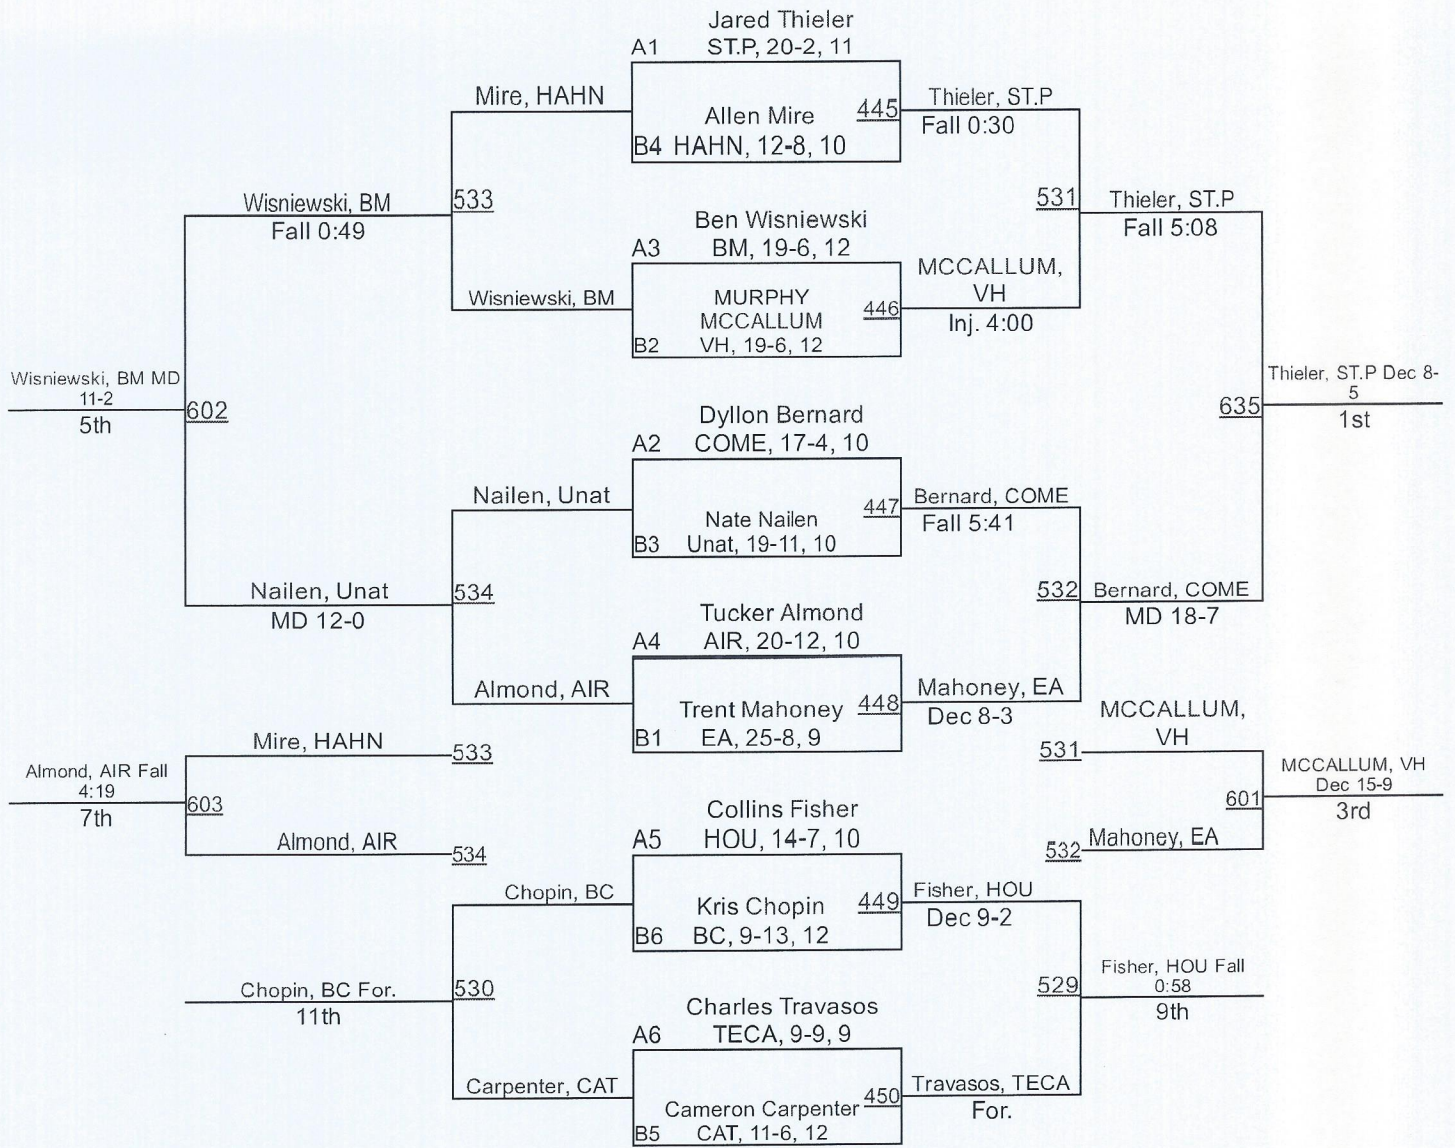 Jared Thieler
A1 ST.P, 20-2, 11
Mire, HAHN
Allen Mire
445
B4 HAHN, 12-8, 10
Thieler, ST.P
Fall 0:30
Wisniewski, BM
Fall 0:49
533
Ben Wisniewski
A3 BM, 19-6, 12
531
Thieler, ST.P
Fall 5:08
Wisniewski, BM
MURPHY
MCCALLUM
446
B2 VH, 19-6, 12
MCCALLUM,
VH
Inj. 4:00
Wisniewski, BM MD
11-2
5th
602
Dyllon Bernard
A2 COME, 17-4, 10
635
Thieler, ST.P Dec 8-
5
1st
Nailen, Unat
Nate Nailen
447
B3 Unat, 19-11, 10
Bernard, COME
Fall 5:41
Nailen, Unat
MD 12-0
534
Tucker Almond
A4 AIR, 20-12, 10
532
Bernard, COME
MD 18-7
Almond, AIR
Trent Mahoney
448
B1 EA, 25-8, 9
Mahoney, EA
Dec 8-3
Mire, HAHN
533
MCCALLUM,
VH
531
Almond, AIR Fall
4:19
7th
603
Collins Fisher
A5 HOU, 14-7, 10
601
MCCALLUM, VH
Dec 15-9
3rd
Almond, AIR
534
532
Mahoney, EA
Chopin, BC
Kris Chopin
449
B6 BC, 9-13, 12
Fisher, HOU
Dec 9-2
Chopin, BC For.
11th
530
Charles Travasos
A6 TECA, 9-9, 9
529
Fisher, HOU Fall
0:58
9th
Carpenter, CAT
Cameron Carpenter
450
B5 CAT, 11-6, 12
Travasos, TECA
For.